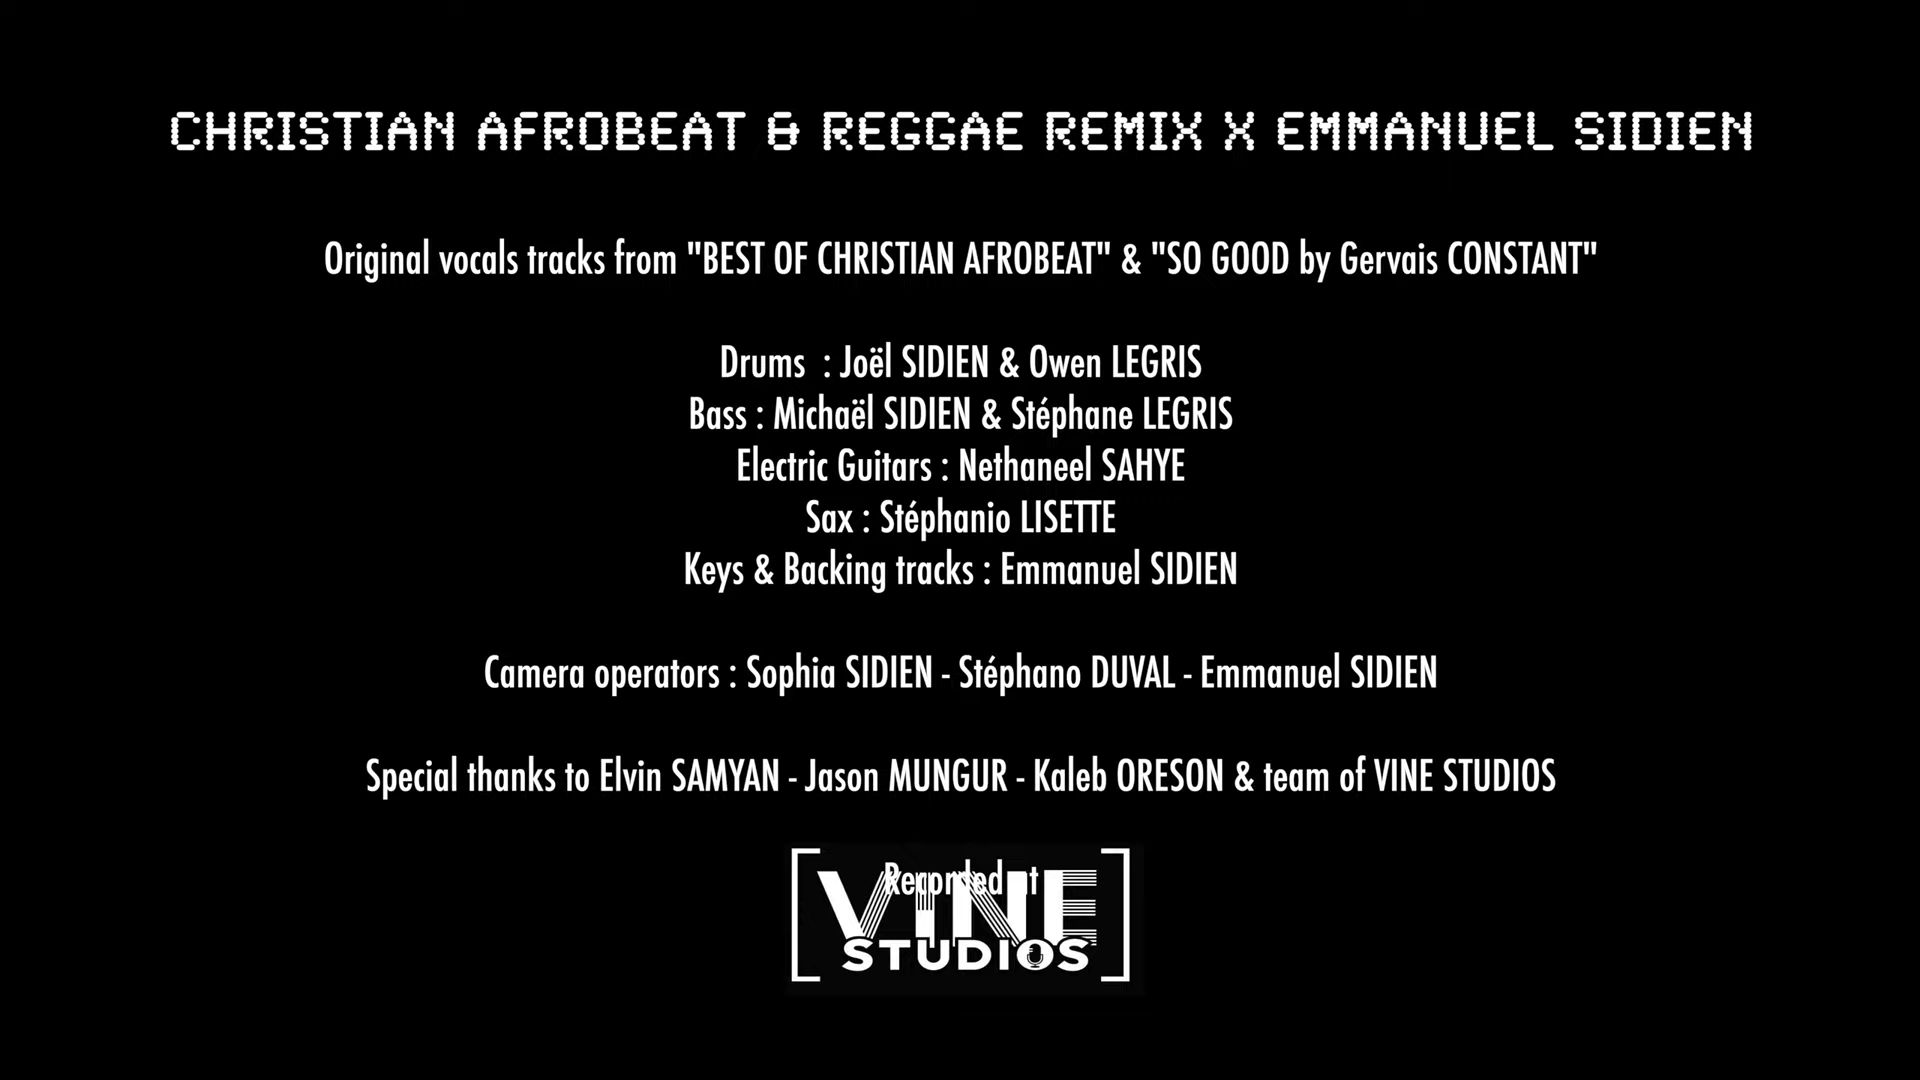 CHRISTIAN AFROBEAT & REGGAE REMIX X EMMANUEL SIDIEN
Original vocals tracks from "BEST OF CHRISTIAN AFROBEAT" & "SO GOOD by Gervais CONSTANT"
Drums : Joël SIDIEN & Owen LEGRIS
Bass : Michaël SIDIEN & Stéphane LEGRIS
Electric Guitars : Nethaneel SAHYE
Sax : Stéphanio LISETTE
Keys & Backing tracks : Emmanuel SIDIEN
Camera operators : Sophia SIDIEN - Stéphano DUVAL - Emmanuel SIDIEN
Special thanks to Elvin SAMYAN - Jason MUNGUR - Kaleb ORESON & team of VINE STUDIOS
Recorded at
VINE
STUDIOS